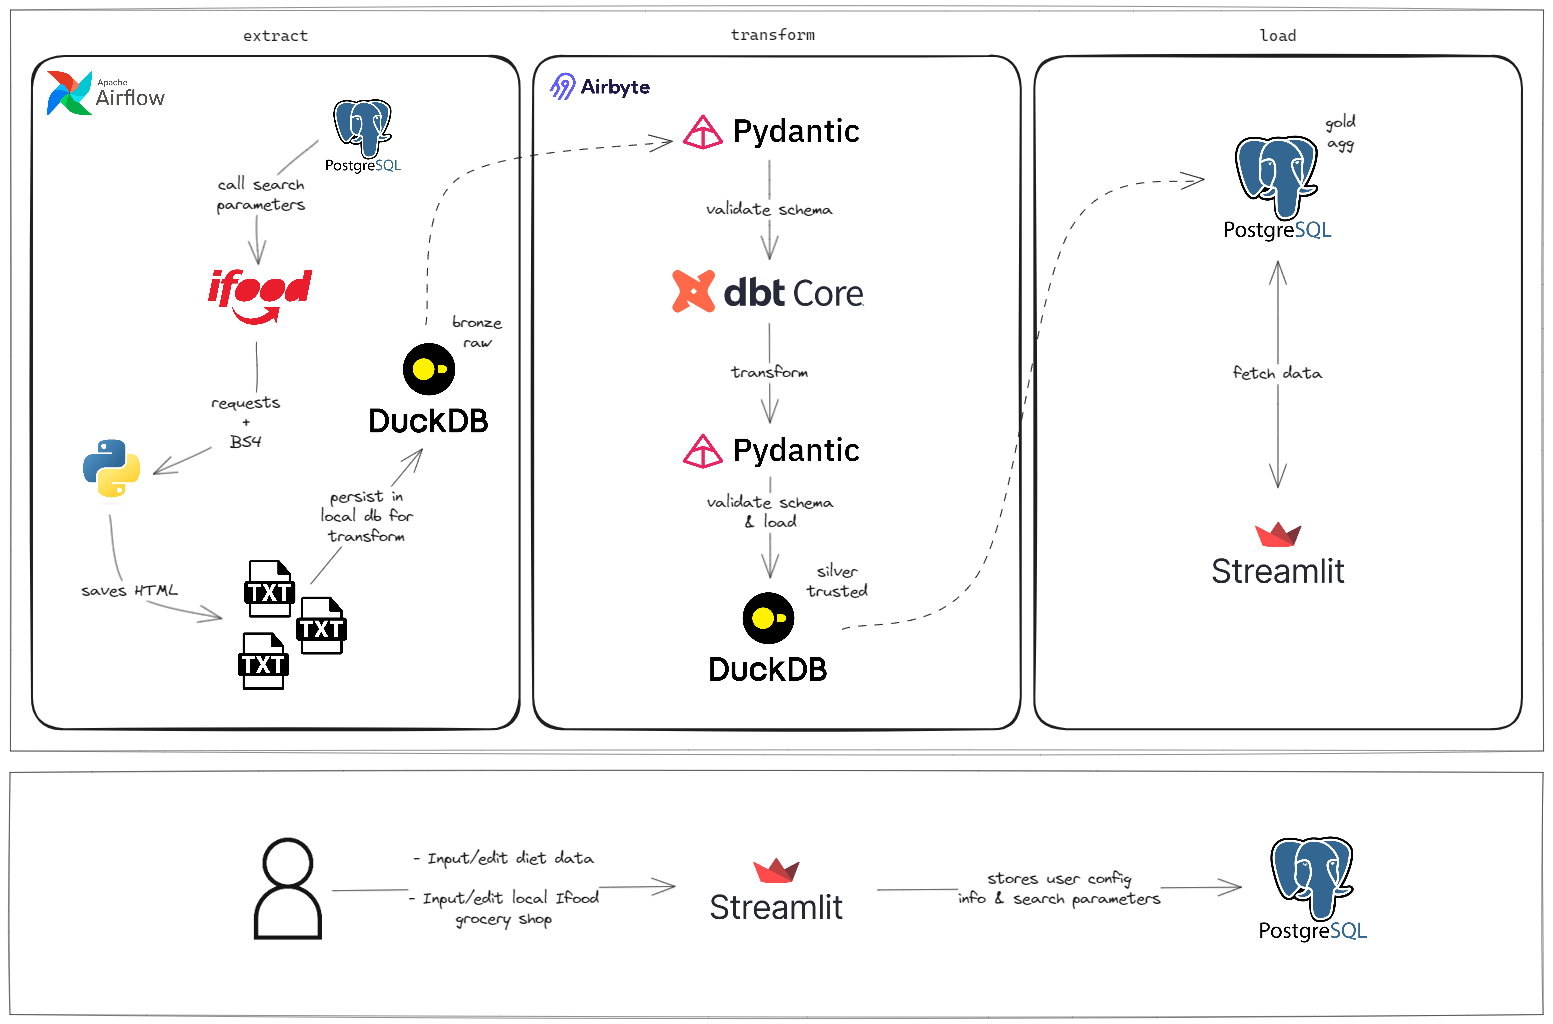 extract
Apache
Airflow
PostgreSQL
call search
parameters
ifood
requests
+
BS4
saves HTML
TXT
TXT
TXT
persist in
local db for
transform
bronze
raw
DuckDB
transform
Airbyte
Pydantic
validate schema
dbt Core
transform
Pydantic
validate schema
& load
silver
trusted
DuckDB
load
gold
agg
PostgreSQL
fetch data
Streamlit
- Input/edit diet data
- Input/edit local Ifood
grocery shop
Streamlit
stores user config
info & search parameters
PostgreSQL